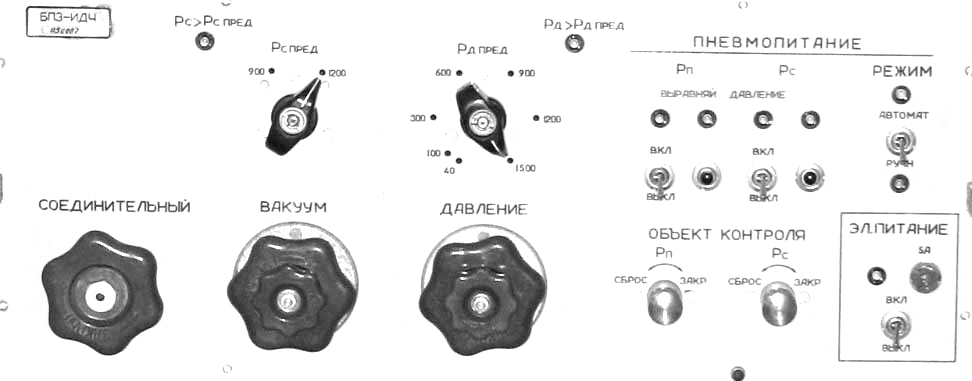 БПЗ-ИДЧ
Рс>Рс ПРЕД
Рд>Рд ПРЕД
Рс ПРЕД
900
1200
Рд ПРЕД
600
900
300
1200
100
40
1500
ПНЕВМОПИТАНИЕ
Рп
Рс
ВЫРАВНЯЙ ДАВЛЕНИЕ
ВКЛ
ВКЛ
ВЫКЛ
ВЫКЛ
РЕЖИМ
АВТОМАТ
РУЧН
СОЕДИНИТЕЛЬНЫЙ
ВАКУУМ
ДАВЛЕНИЕ
ОБЪЕКТ КОНТРОЛЯ
Рп
Рс
СБРОС
ЗАКР
СБРОС
ЗАКР
ЭЛ.ПИТАНИЕ
5А
ВКЛ
ВЫКЛ